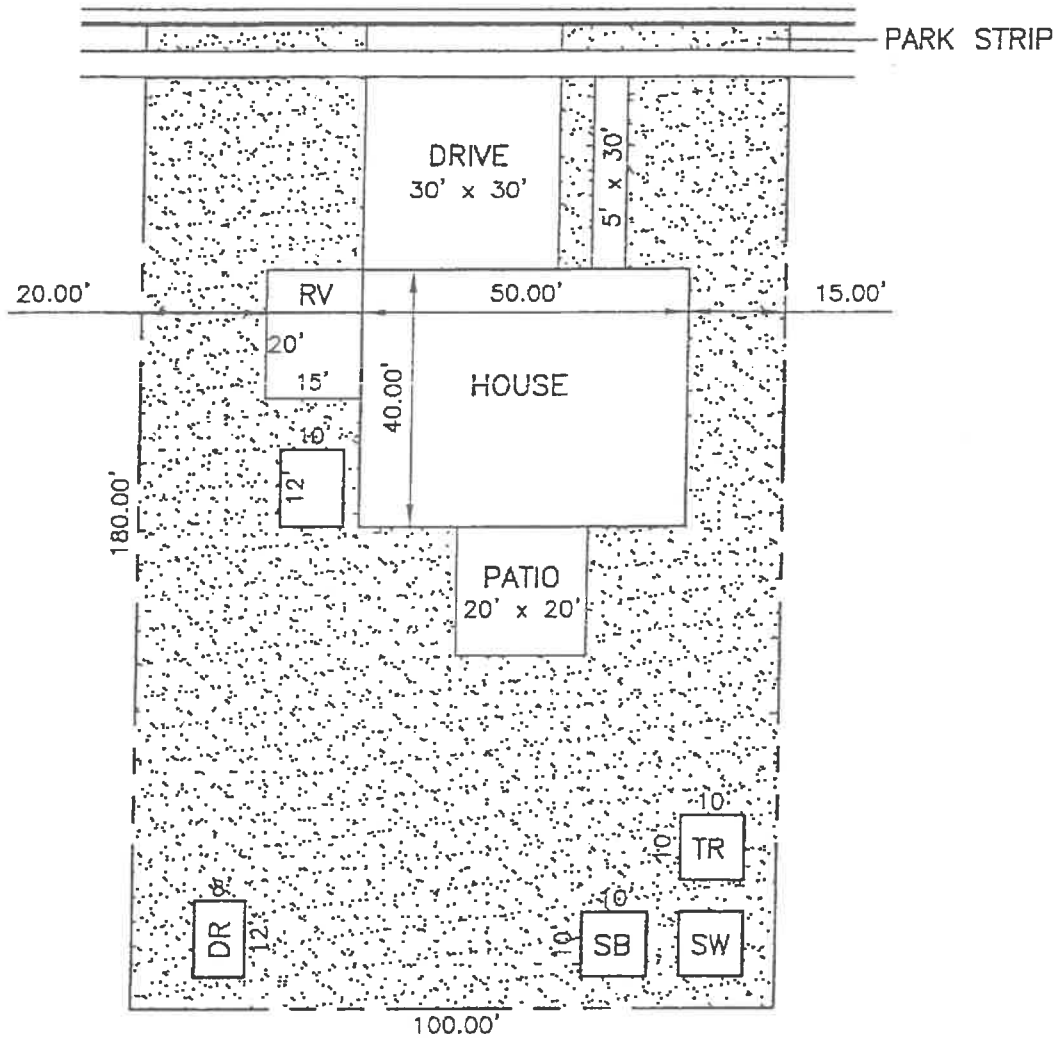 PARK STRIP
DRIVE
30' x 30'
5' x 30'
20.00'
RV
50.00'
15.00'
20'
15'
40.00'
HOUSE
10'
12'
180.00'
PATIO
20' x 20'
10
10'
TR
8'
DR
12'
10'
10'
SB
SW
100.00'